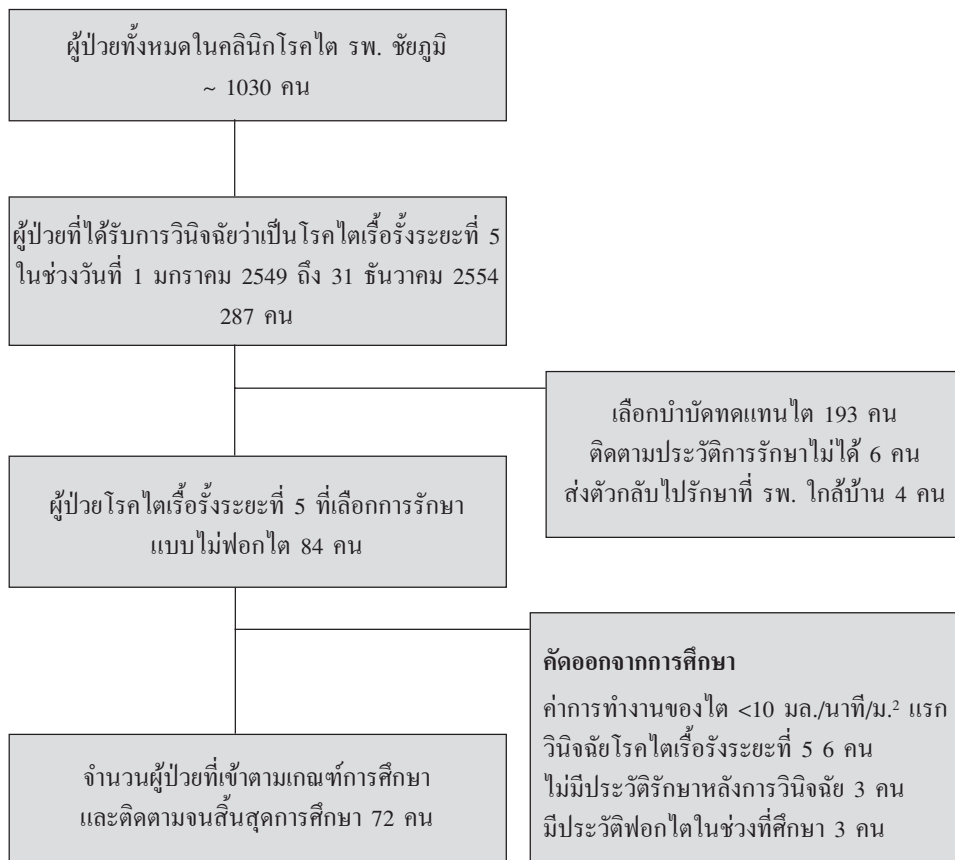 ผู้ป่วยทั้งหมดในคลินิกโรคไต รพ. ชัยภูมิ
~ 1030 คน
ผู้ป่วยที่ได้รับการวินิจฉัยว่าเป็นโรคไตเรื้อรั้งระยะที่ 5
ในช่วงวันที่ 1 มกราคม 2549 ถึง 31 ธันวาคม 2554
287 คน
เลือกบำบัดทดแทนไต 193 คน
ติดตามประวัติการรักษาไม่ได้ 6 คน
ส่งตัวกลับไปรักษาที่ รพ. ใกล้บ้าน 4 คน
ผู้ป่วยโรคไตเรื้อรั้งระยะที่ 5 ที่เลือกการรักษา
แบบไม่ฟอกไต 84 คน
คัดออกจากการศึกษา
ค่าการทำงานของไต <10 มล./นาที/ม.² แรก
วินิจฉัยโรคไตเรื้อรังระยะที่ 5 6 คน
ไม่มีประวัติรักษาหลังการวินิจฉัย 3 คน
มีประวัติฟอกไตในช่วงที่ศึกษา 3 คน
จำนวนผู้ป่วยที่เข้าตามเกณฑ์การศึกษา
และติดตามจนสิ้นสุดการศึกษา 72 คน